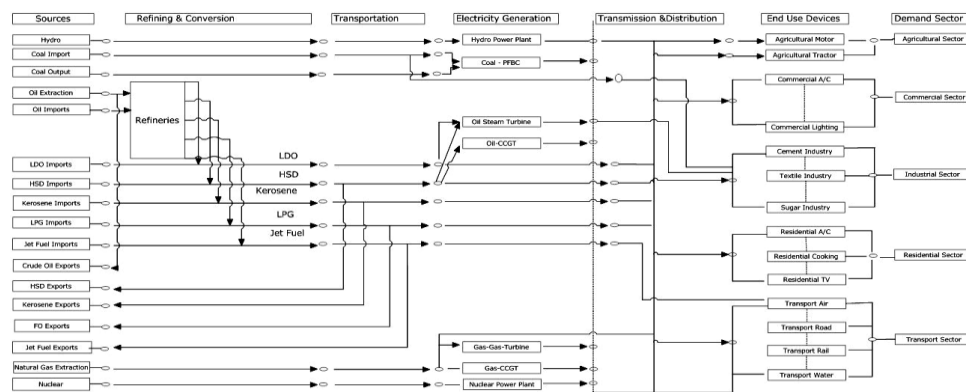 Sources
Refining & Conversion
Transportation
Electricity Generation
Transmission &Distribution
End Use Devices
Demand Sector
Hydro
Hydro Power Plant
Agricultural Motor
Agricultural Sector
Coal Import
Agricultural Tractor
Coal - PFBC
Coal Output
Commercial A/C
Oil Extraction
Commercial Sector
Oil Imports
Refineries
Oil Steam Turbine
Commercial Lighting
Oil-CCGT
Cement Industry
LDO
LDO Imports
HSD
Textile Industry
Industrial Sector
HSD Imports
Kerosene
Kerosene Imports
Sugar Industry
LPG
LPG Imports
Jet Fuel
Residential A/C
Jet Fuel Imports
Residential Cooking
Residential Sector
Crude Oil Exports
Residential TV
HSD Exports
Kerosene Exports
Transport Air
FO Exports
Transport Road
Transport Sector
Jet Fuel Exports
Gas-Gas-Turbine
Transport Rail
Natural Gas Extraction
Gas-CCGT
Transport Water
Nuclear
Nuclear Power Plant